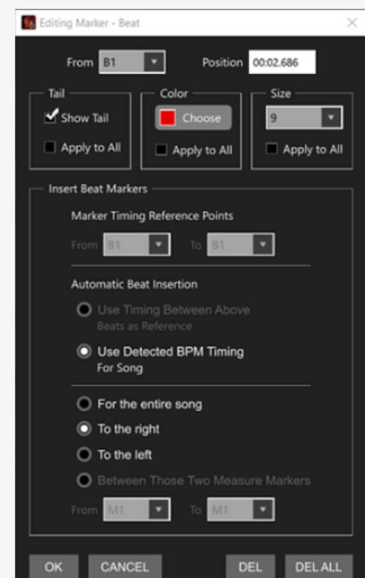 Editing Marker - Beat
From B1 Position 00:02.686
Tail Color Size
Show Tail Choose 9
Apply to All Apply to All Apply to All
Insert Beat Markers
Marker Timing Reference Points
From B1 To B1
Automatic Beat Insertion
Use Timing Between Above
Beats as Reference
Use Detected BPM Timing
For Song
For the entire song
To the right
To the left
Between Those Two Measure Markers
From M1 To M1
OK CANCEL DEL DEL ALL